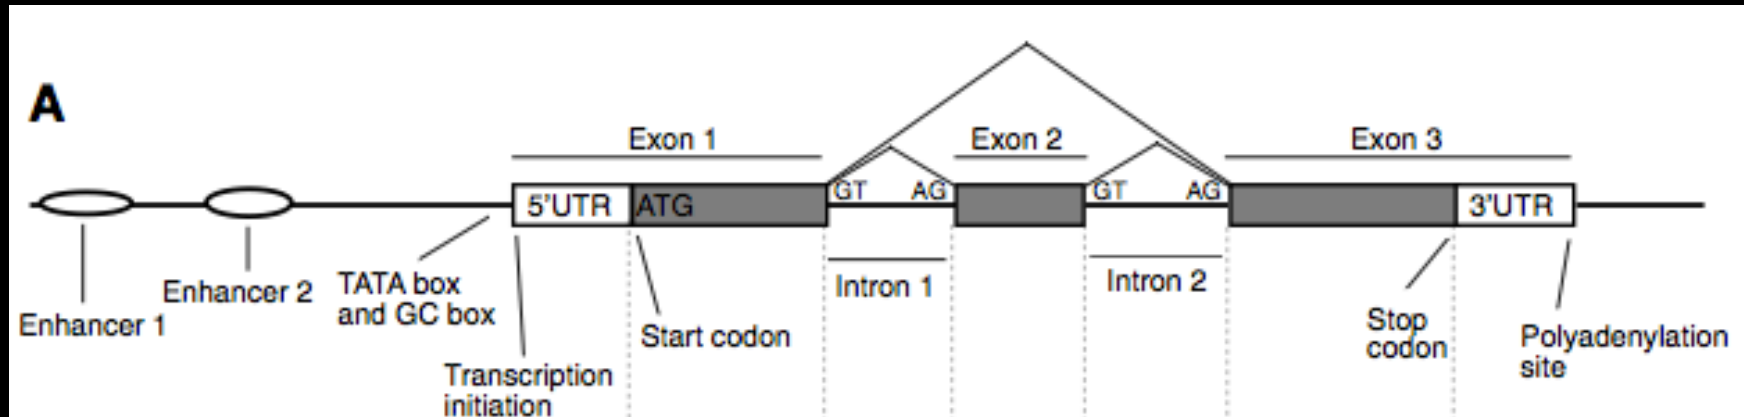 A
Exon 1
Exon 2
Exon 3
5'UTR
ATG
GT
AG
GT
AG
3'UTR
Enhancer 1
Enhancer 2
TATA box
and GC box
Transcription
initiation
Start codon
Intron 1
Intron 2
Stop
codon
Polyadenylation
site